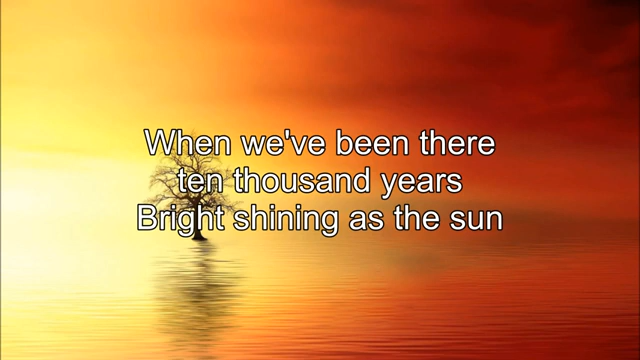 When we've been there
ten thousand years
Bright shining as the sun